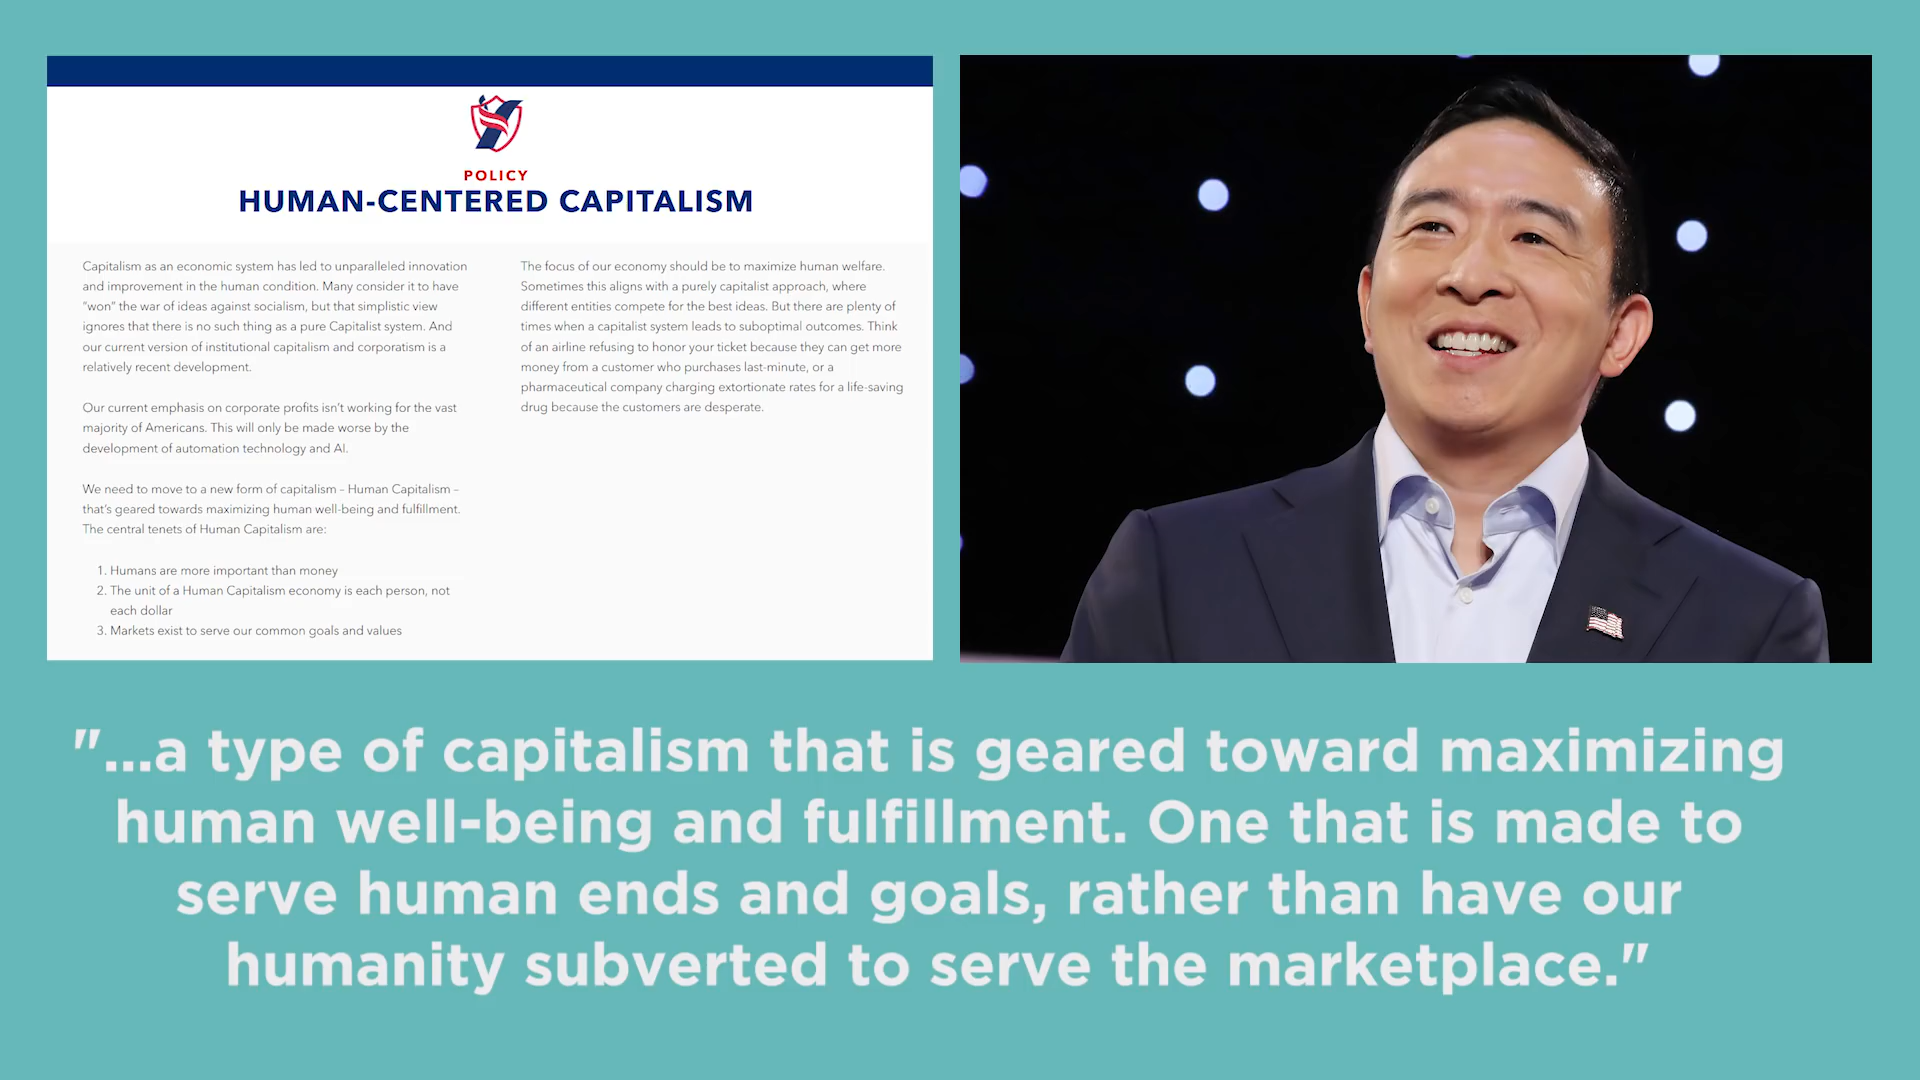 POLICY
HUMAN-CENTERED CAPITALISM
Capitalism as an economic system has led to unparalleled innovation
and improvement in the human condition. Many consider it to have
“won” the war of ideas against socialism, but that simplistic view
ignores that there is no such thing as a pure Capitalist system. And
our current version of institutional capitalism and corporatism is a
relatively recent development.
Our current emphasis on corporate profits isn’t working for the vast
majority of Americans. This will only be made worse by the
development of automation technology and AI.
We need to move to a new form of capitalism – Human Capitalism –
that’s geared towards maximizing human well-being and fulfillment.
The central tenets of Human Capitalism are:
1. Humans are more important than money
2. The unit of a Human Capitalism economy is each person, not
each dollar
3. Markets exist to serve our common goals and values
The focus of our economy should be to maximize human welfare.
Sometimes this aligns with a purely capitalist approach, where
different entities compete for the best ideas. But there are plenty of
times when a capitalist system leads to suboptimal outcomes. Think
of an airline refusing to honor your ticket because they can get more
money from a customer who purchases last-minute, or a
pharmaceutical company charging extortionate rates for a life-saving
drug because the customers are desperate.
"...a type of capitalism that is geared toward maximizing
human well-being and fulfillment. One that is made to
serve human ends and goals, rather than have our
humanity subverted to serve the marketplace."